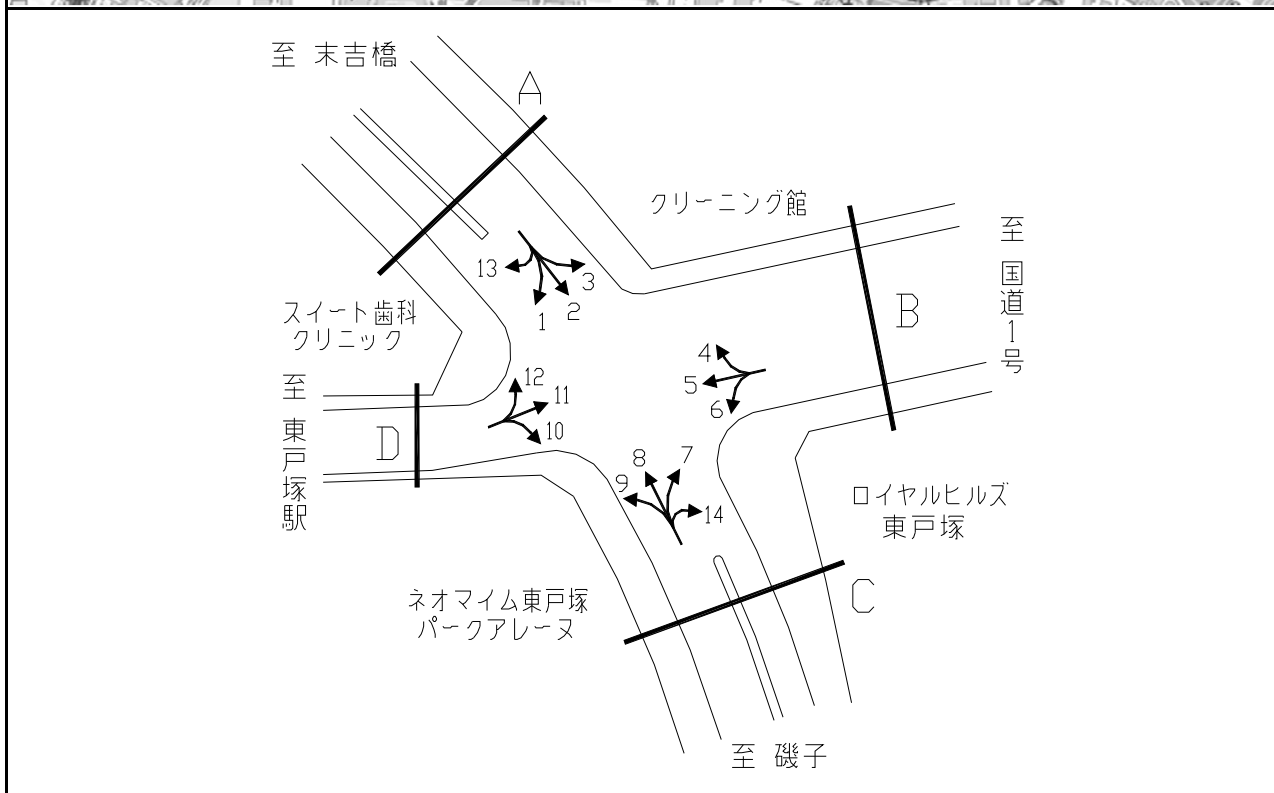 至 末吉橋
A
クリーニング館
至 国道1号
B
13
3
2
1
スイート歯科
クリニック
4
5
6
至 東戸塚駅
12
11
10
D
8
7
9
14
ロイヤルヒルズ
東戸塚
ネオマイム東戸塚
パークアレーヌ
C
至 磯子